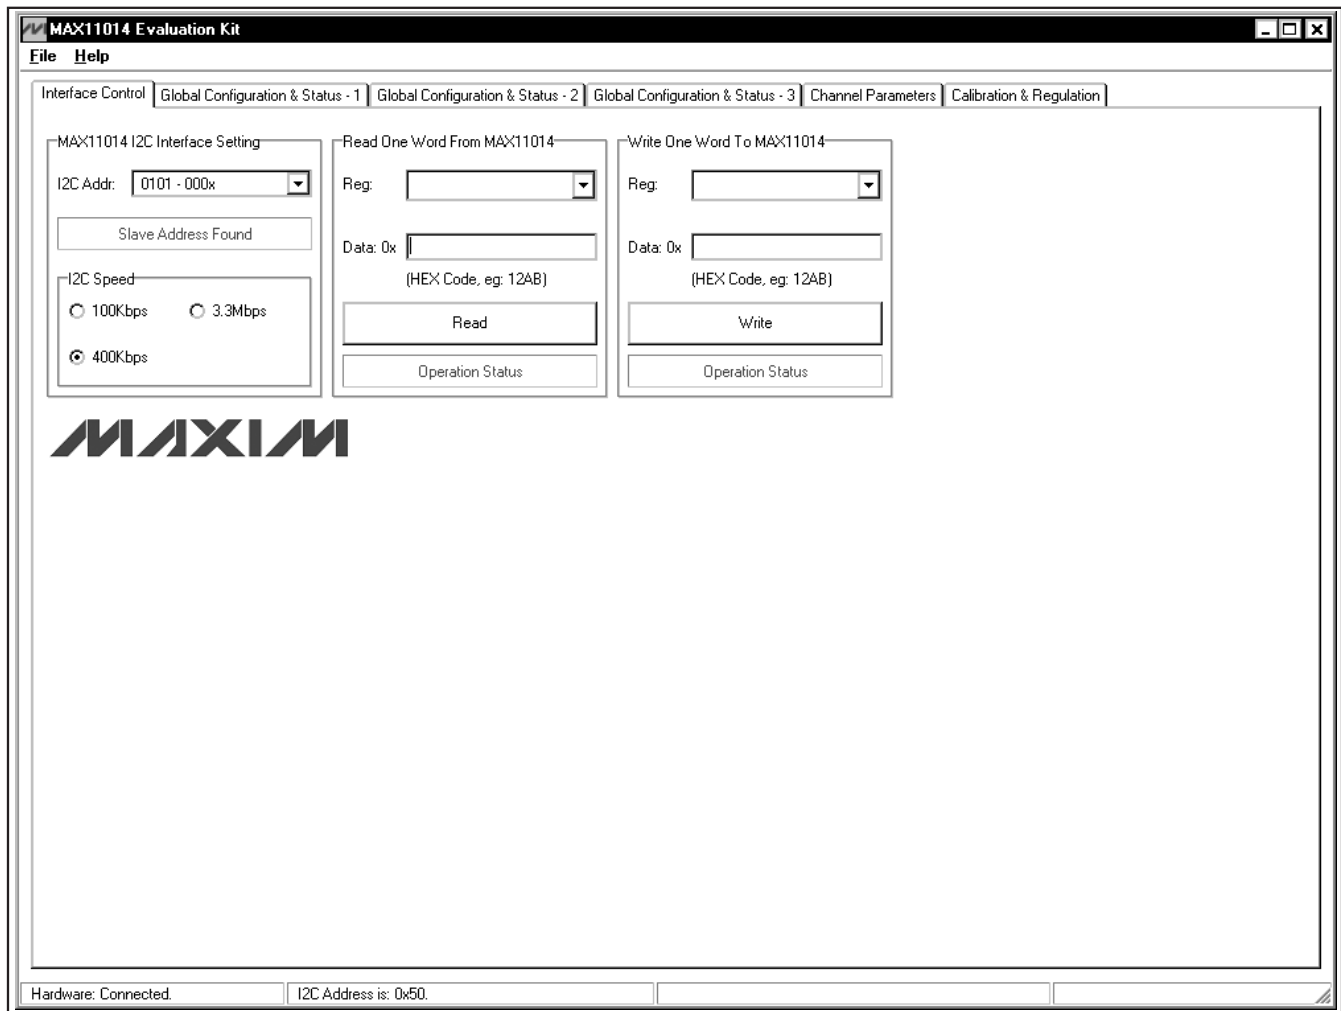 MAX11014 Evaluation Kit
File Help
Interface Control Global Configuration & Status - 1 Global Configuration & Status - 2 Global Configuration & Status - 3 Channel Parameters Calibration & Regulation
MAX11014 I2C Interface Setting
I2C Addr: 0101 - 000x
Slave Address Found
I2C Speed
100Kbps 3.3Mbps
400Kbps
Read One Word From MAX11014
Reg:
Data: 0x
(HEX Code, eg: 12AB)
Read
Operation Status
Write One Word To MAX11014
Reg:
Data: 0x
(HEX Code, eg: 12AB)
Write
Operation Status
MAXIM
Hardware: Connected. I2C Address is: 0x50.